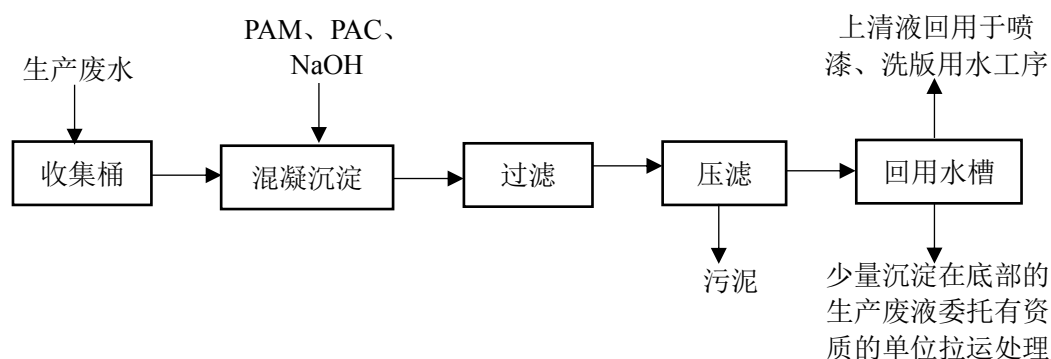 生产废水
PAM、PAC、
NaOH
上清液回用于喷
漆、洗版用水工序
收集桶
混凝沉淀
过滤
压滤
回用水槽
污泥
少量沉淀在底部的
生产废液委托有资
质的单位拉运处理